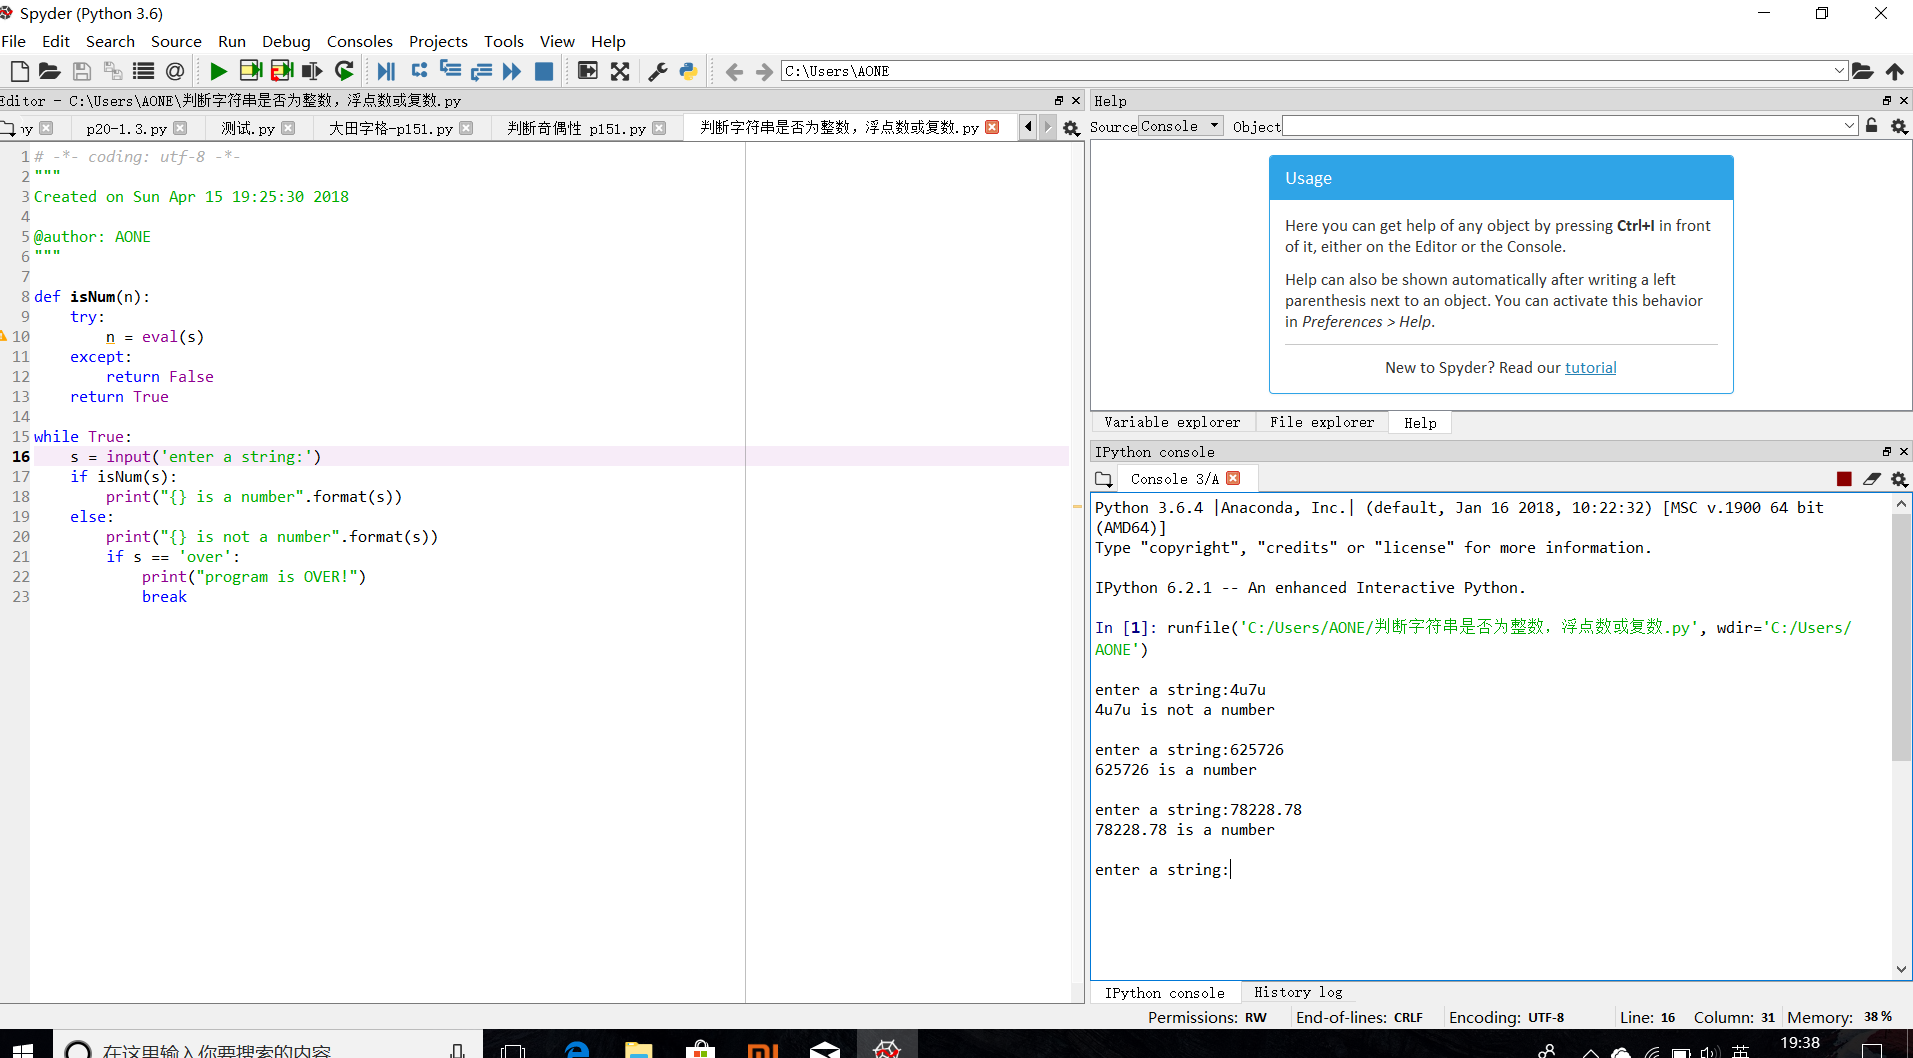 Spyder (Python 3.6)
File Edit Search Source Run Debug Consoles Projects Tools View Help
C:\Users\AONE
Editor - C:\Users\AONE\判断字符串是否为整数，浮点数或复数.py
py p20-1.3.py 测试.py 大田字格-p151.py 判断奇偶性 p151.py 判断字符串是否为整数，浮点数或复数.py
1 # -*- coding: utf-8 -*-
2 """
3 Created on Sun Apr 15 19:25:30 2018
4
5 @author: AONE
6 """
7
8 def isNum(n):
9     try:
10         n = eval(s)
11     except:
12         return False
13     return True
14
15 while True:
16     s = input('enter a string:')
17     if isNum(s):
18         print("{} is a number".format(s))
19     else:
20         print("{} is not a number".format(s))
21         if s == 'over':
22             print("program is OVER!")
23             break
Help
Source Console Object
Usage
Here you can get help of any object by pressing Ctrl+I in front
of it, either on the Editor or the Console.
Help can also be shown automatically after writing a left
parenthesis next to an object. You can activate this behavior
in Preferences > Help.
New to Spyder? Read our tutorial
Variable explorer File explorer Help
IPython console
Console 3/A
Python 3.6.4 |Anaconda, Inc.| (default, Jan 16 2018, 10:22:32) [MSC v.1900 64 bit
(AMD64)]
Type "copyright", "credits" or "license" for more information.
IPython 6.2.1 -- An enhanced Interactive Python.
In [1]: runfile('C:/Users/AONE/判断字符串是否为整数，浮点数或复数.py', wdir='C:/Users/
AONE')
enter a string:4u7u
4u7u is not a number
enter a string:625726
625726 is a number
enter a string:78228.78
78228.78 is a number
enter a string:
IPython console History log
Permissions: RW End-of-lines: CRLF Encoding: UTF-8 Line: 16 Column: 31 Memory: 38 %
在这里输入你要搜索的内容
英 19:38